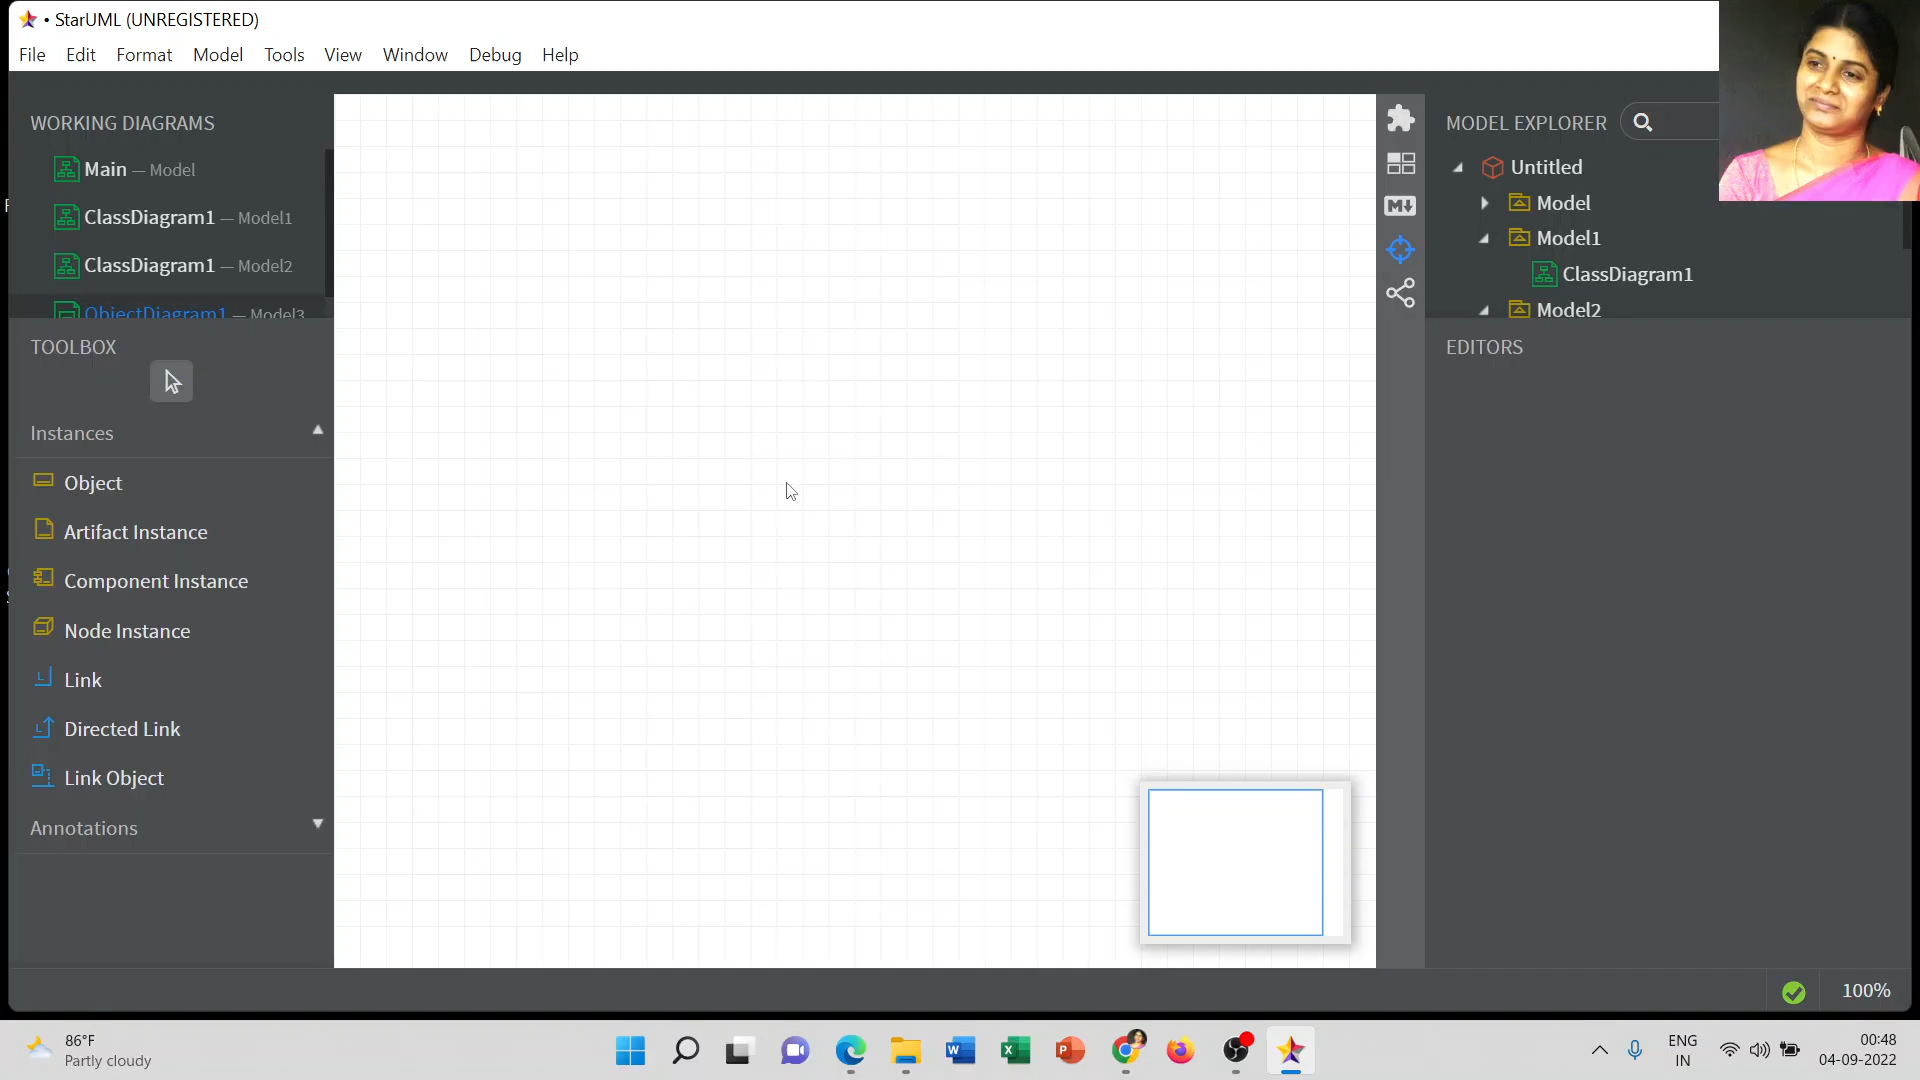 • StarUML (UNREGISTERED)
File Edit Format Model Tools View Window Debug Help
WORKING DIAGRAMS
Main — Model
ClassDiagram1 — Model1
ClassDiagram1 — Model2
ObjectDiagram1 — Model3
TOOLBOX
Instances
Object
Artifact Instance
Component Instance
Node Instance
Link
Directed Link
Link Object
Annotations
MODEL EXPLORER
Untitled
Model
Model1
ClassDiagram1
Model2
EDITORS
100%
86°F
Partly cloudy
ENG
IN
00:48
04-09-2022